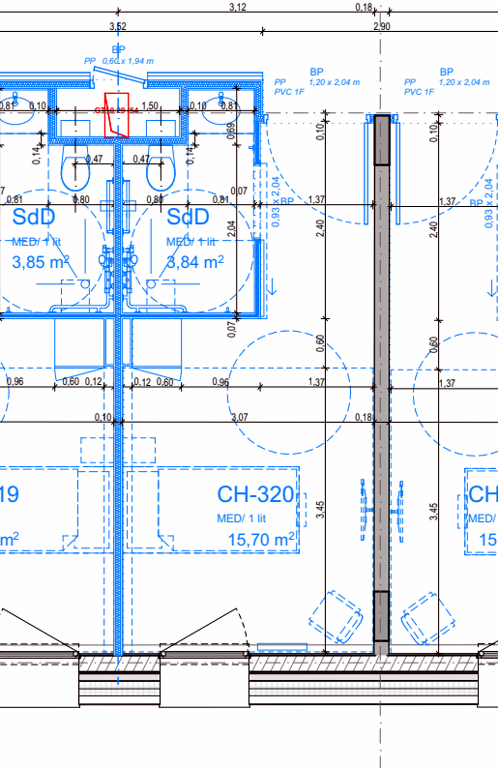 3,12
0,18
3,52
2,90
BP
PP 0,60 x 1,94 m
BP
PP 1,20 x 2,04 m
PVC 1F
BP
PP 1,20 x 2,04 m
PVC 1F
0,81
0,10
1,50
0,10
0,81
0,69
0,10
0,10
0,14
0,14
0,47
0,47
0,07
0,93 x 2,04
BP
0,93 x 2,04
BP
0,81
0,80
0,80
0,81
1,37
1,37
SdD
MED/ 1 lit
3,85 m²
SdD
MED/ 1 lit
3,84 m²
2,04
2,40
2,40
0,07
0,60
0,60
0,96
0,60
0,12
0,12
0,60
0,96
1,37
1,37
0,10
3,07
0,18
19
m²
CH-320
MED/ 1 lit
15,70 m²
3,45
3,45
CH
MED/ 1 lit
15